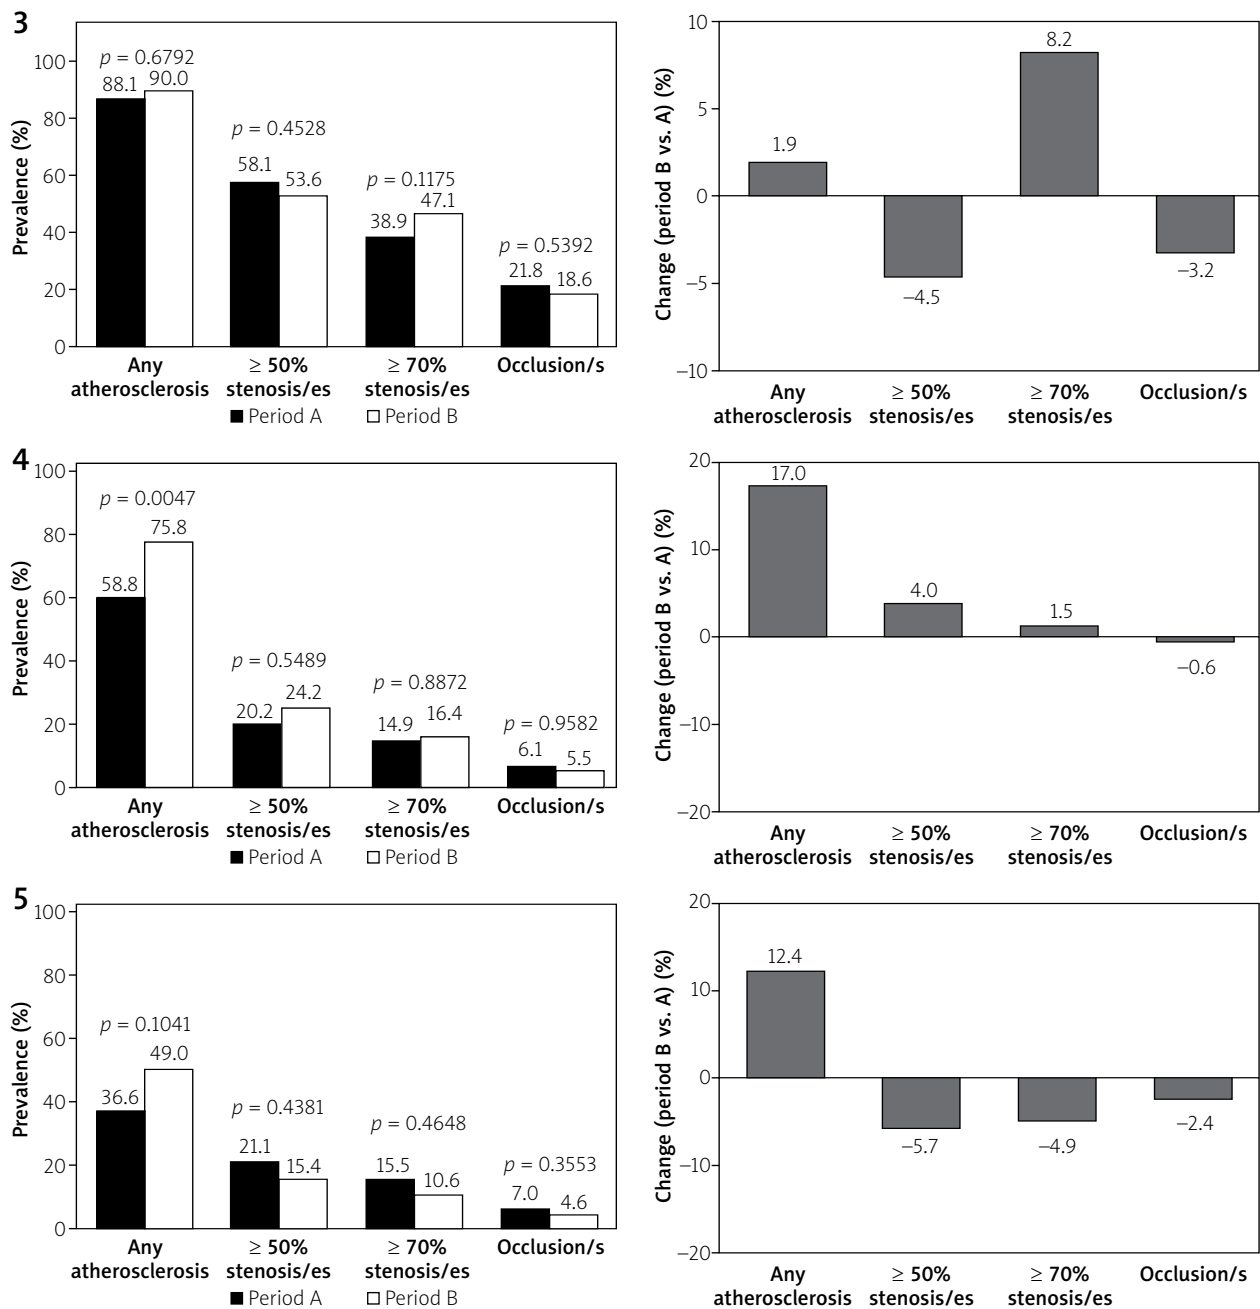 3
Prevalence (%)
100
80
60
40
20
0
p = 0.6792
88.1 90.0
p = 0.4528
58.1 53.6
p = 0.1175
38.9 47.1
p = 0.5392
21.8 18.6
Any atherosclerosis
≥ 50% stenosis/es
≥ 70% stenosis/es
Occlusion/s
Period A Period B
Change (period B vs. A) (%)
10
5
0
−5
−10
1.9
−4.5
8.2
−3.2
Any atherosclerosis
≥ 50% stenosis/es
≥ 70% stenosis/es
Occlusion/s
4
Prevalence (%)
100
80
60
40
20
0
p = 0.0047
58.8 75.8
p = 0.5489
20.2 24.2
p = 0.8872
14.9 16.4
p = 0.9582
6.1 5.5
Any atherosclerosis
≥ 50% stenosis/es
≥ 70% stenosis/es
Occlusion/s
Period A Period B
Change (period B vs. A) (%)
20
10
0
−10
−20
17.0
4.0
1.5
−0.6
Any atherosclerosis
≥ 50% stenosis/es
≥ 70% stenosis/es
Occlusion/s
5
Prevalence (%)
100
80
60
40
20
0
p = 0.1041
36.6 49.0
p = 0.4381
21.1 15.4
p = 0.4648
15.5 10.6
p = 0.3553
7.0 4.6
Any atherosclerosis
≥ 50% stenosis/es
≥ 70% stenosis/es
Occlusion/s
Period A Period B
Change (period B vs. A) (%)
20
10
0
−10
−20
12.4
−5.7
−4.9
−2.4
Any atherosclerosis
≥ 50% stenosis/es
≥ 70% stenosis/es
Occlusion/s